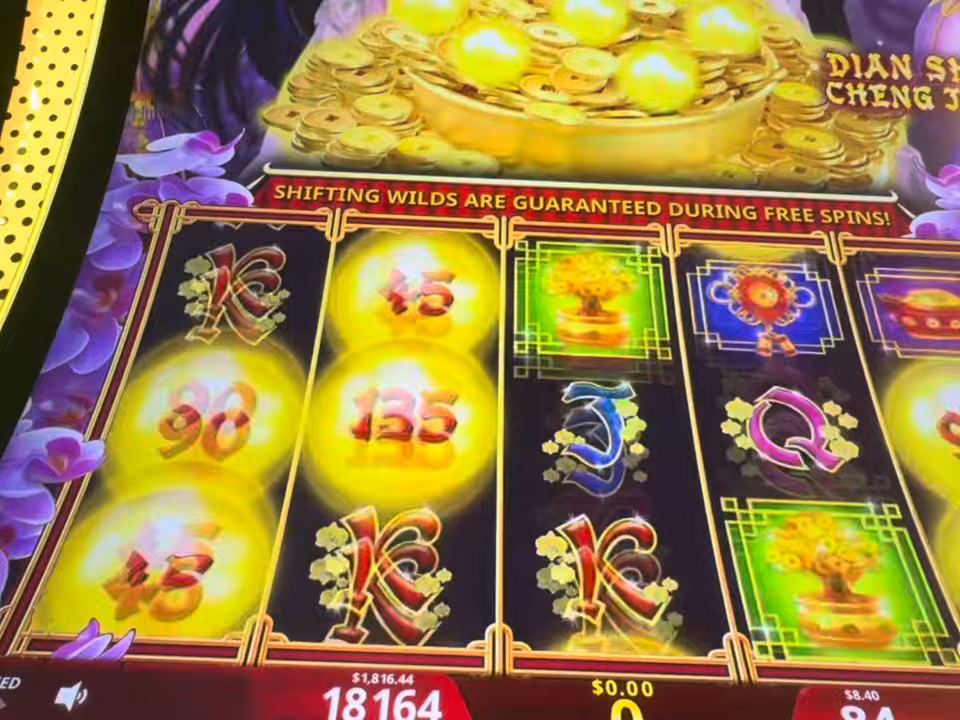 DIAN SH
CHENG J
SHIFTING WILDS ARE GUARANTEED DURING FREE SPINS!
K 45
90 135 J Q
45 K K
$1,816.44 $0.00 $8.40
18164 0